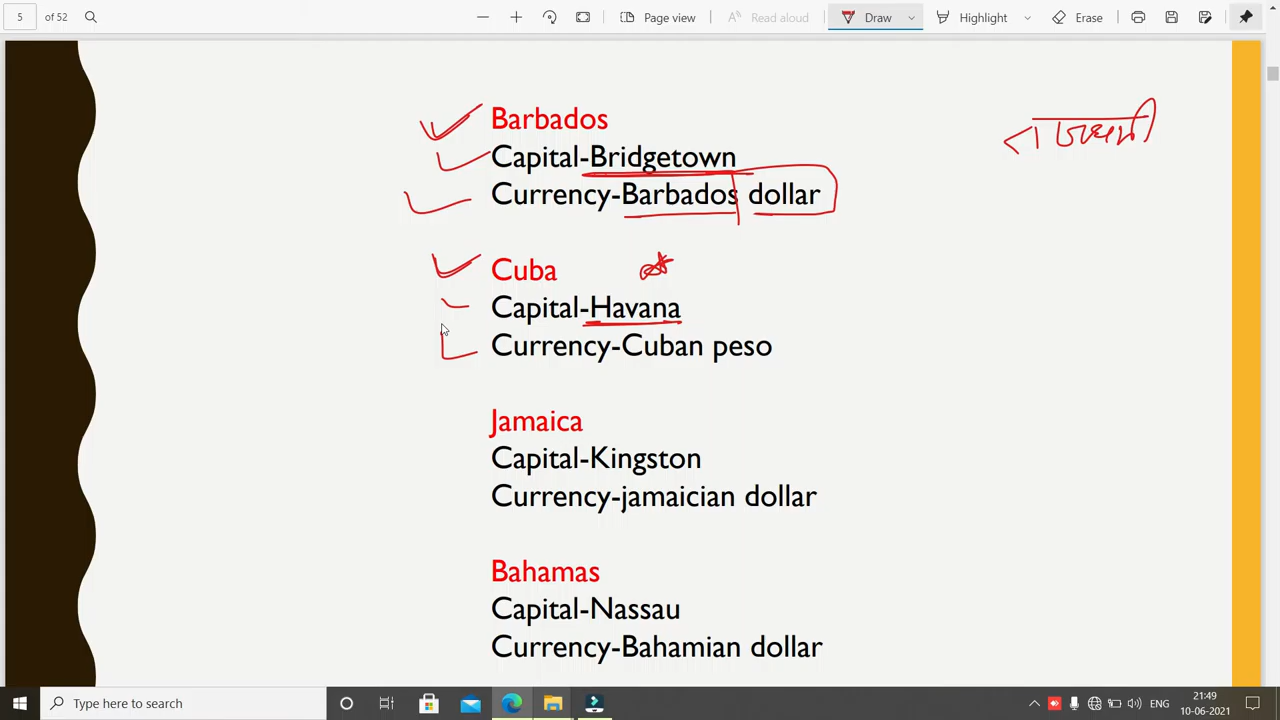 5 of 52
Page view
Read aloud
Draw
Highlight
Erase
Barbados
Capital-Bridgetown
Currency-Barbados dollar
Cuba
Capital-Havana
Currency-Cuban peso
Jamaica
Capital-Kingston
Currency-jamaician dollar
Bahamas
Capital-Nassau
Currency-Bahamian dollar
Type here to search
ENG
21:49
10-06-2021